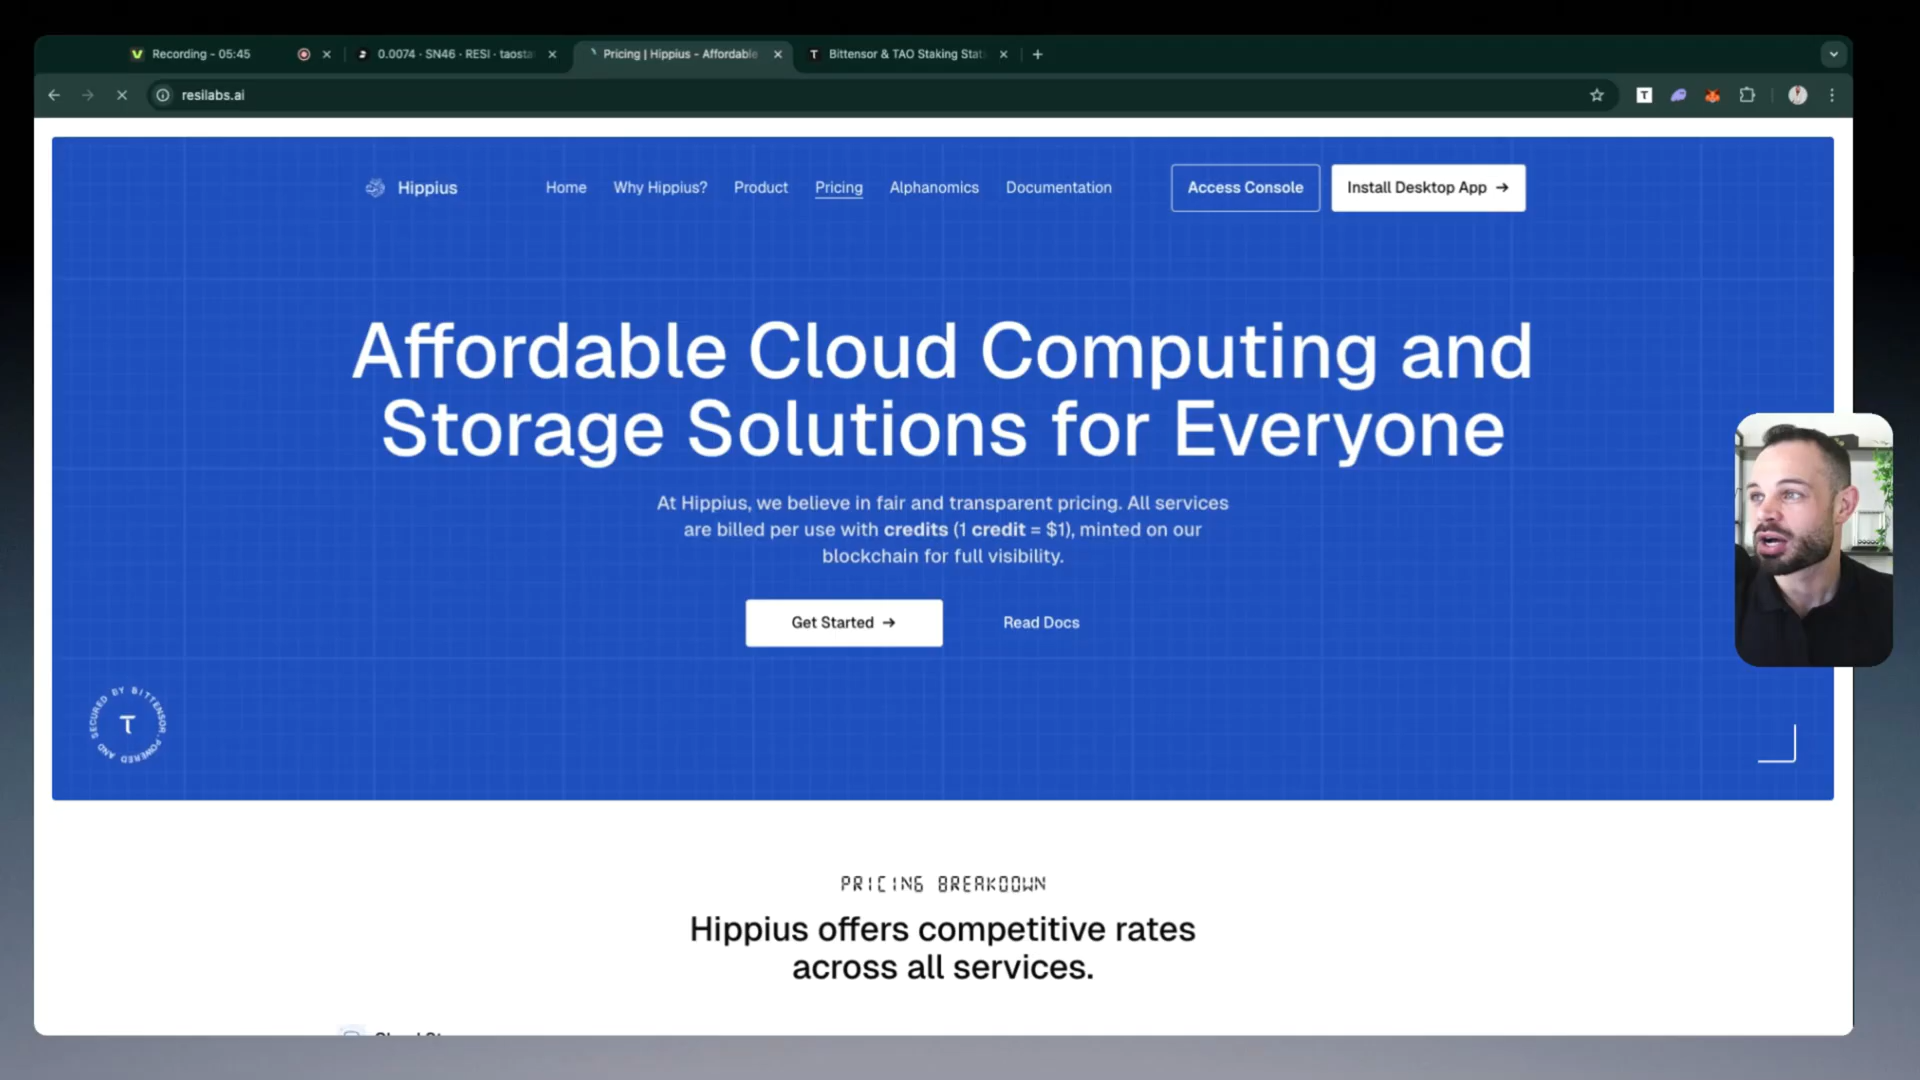 Recording - 05:45
0.0074 · SN46 · RESI · taosta
Pricing | Hippius - Affordable
Bittensor & TAO Staking Stat
resilabs.ai
T
Hippius
Home
Why Hippius?
Product
Pricing
Alphanomics
Documentation
Access Console
Install Desktop App →
Affordable Cloud Computing and
Storage Solutions for Everyone
At Hippius, we believe in fair and transparent pricing. All services
are billed per use with credits (1 credit = $1), minted on our
blockchain for full visibility.
Get Started →
Read Docs
POWERED AND SECURED BY BITTENSOR
τ
PRICING BREAKDOWN
Hippius offers competitive rates
across all services.